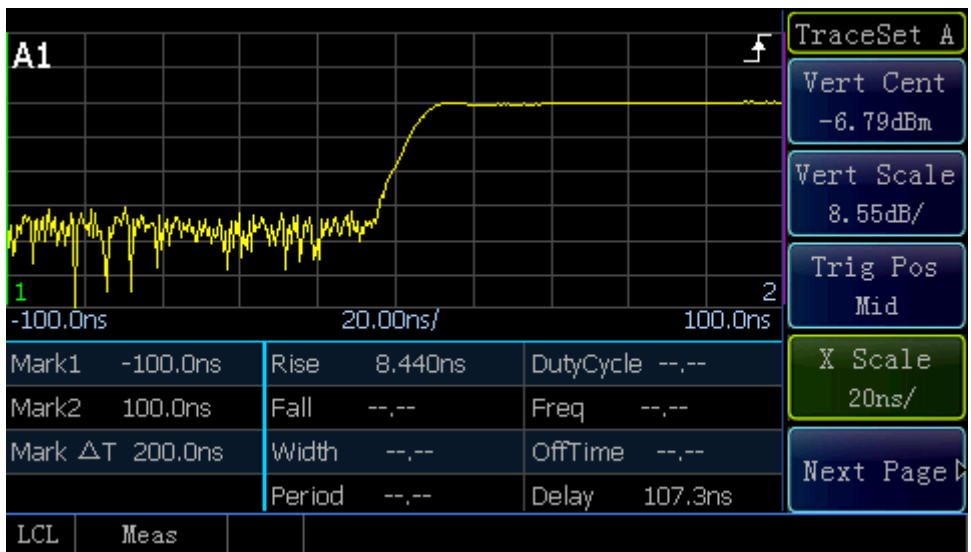 A1
1
2
-100.0ns 20.00ns/ 100.0ns
Mark1 -100.0ns Rise 8.440ns DutyCycle --.--
Mark2 100.0ns Fall --.-- Freq --.--
Mark ΔT 200.0ns Width --.-- OffTime --.--
Period --.-- Delay 107.3ns
LCL Meas
TraceSet A
Vert Cent
-6.79dBm
Vert Scale
8.55dB/
Trig Pos
Mid
X Scale
20ns/
Next Page